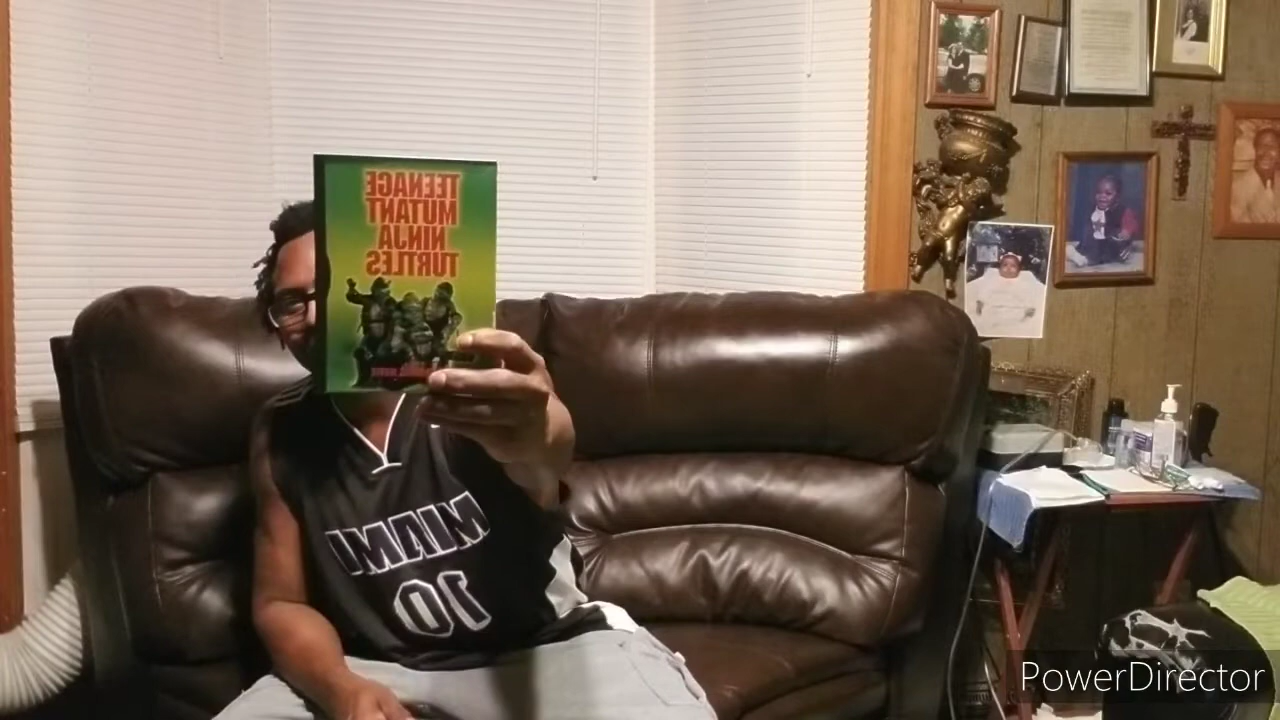 TEENAGE
MUTANT
NINJA
TURTLES
MIAMI
10
PowerDirector